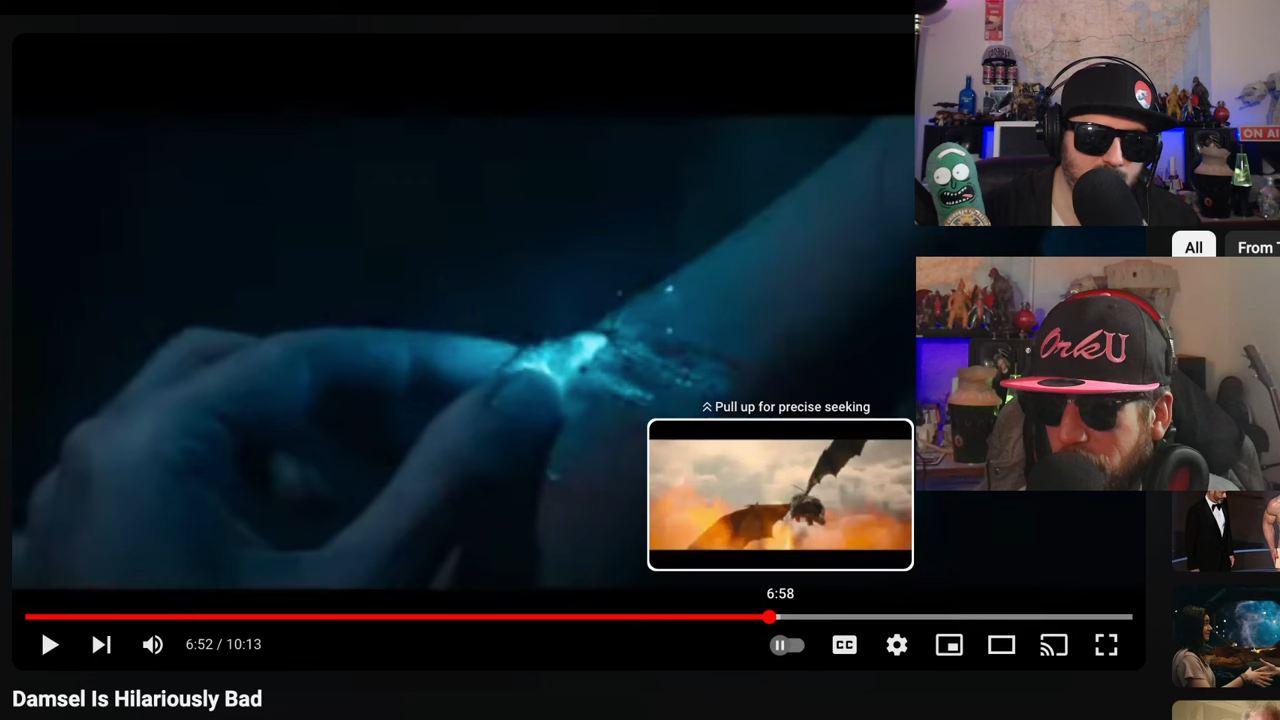 ON AI
All
From T
OrkU
Pull up for precise seeking
6:58
6:52 / 10:13
CC
Damsel Is Hilariously Bad